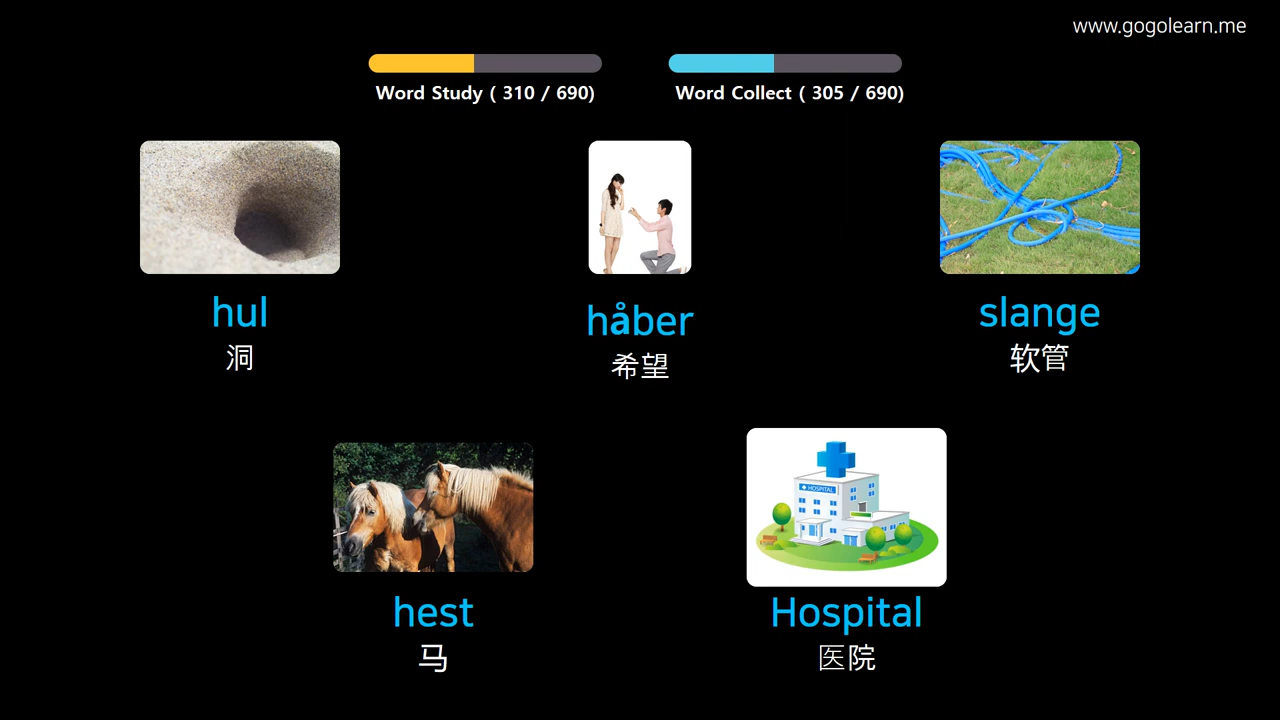 www.gogolearn.me
Word Study ( 310 / 690)
Word Collect ( 305 / 690)
hul
洞
håber
希望
slange
软管
hest
马
HOSPITAL
Hospital
医院